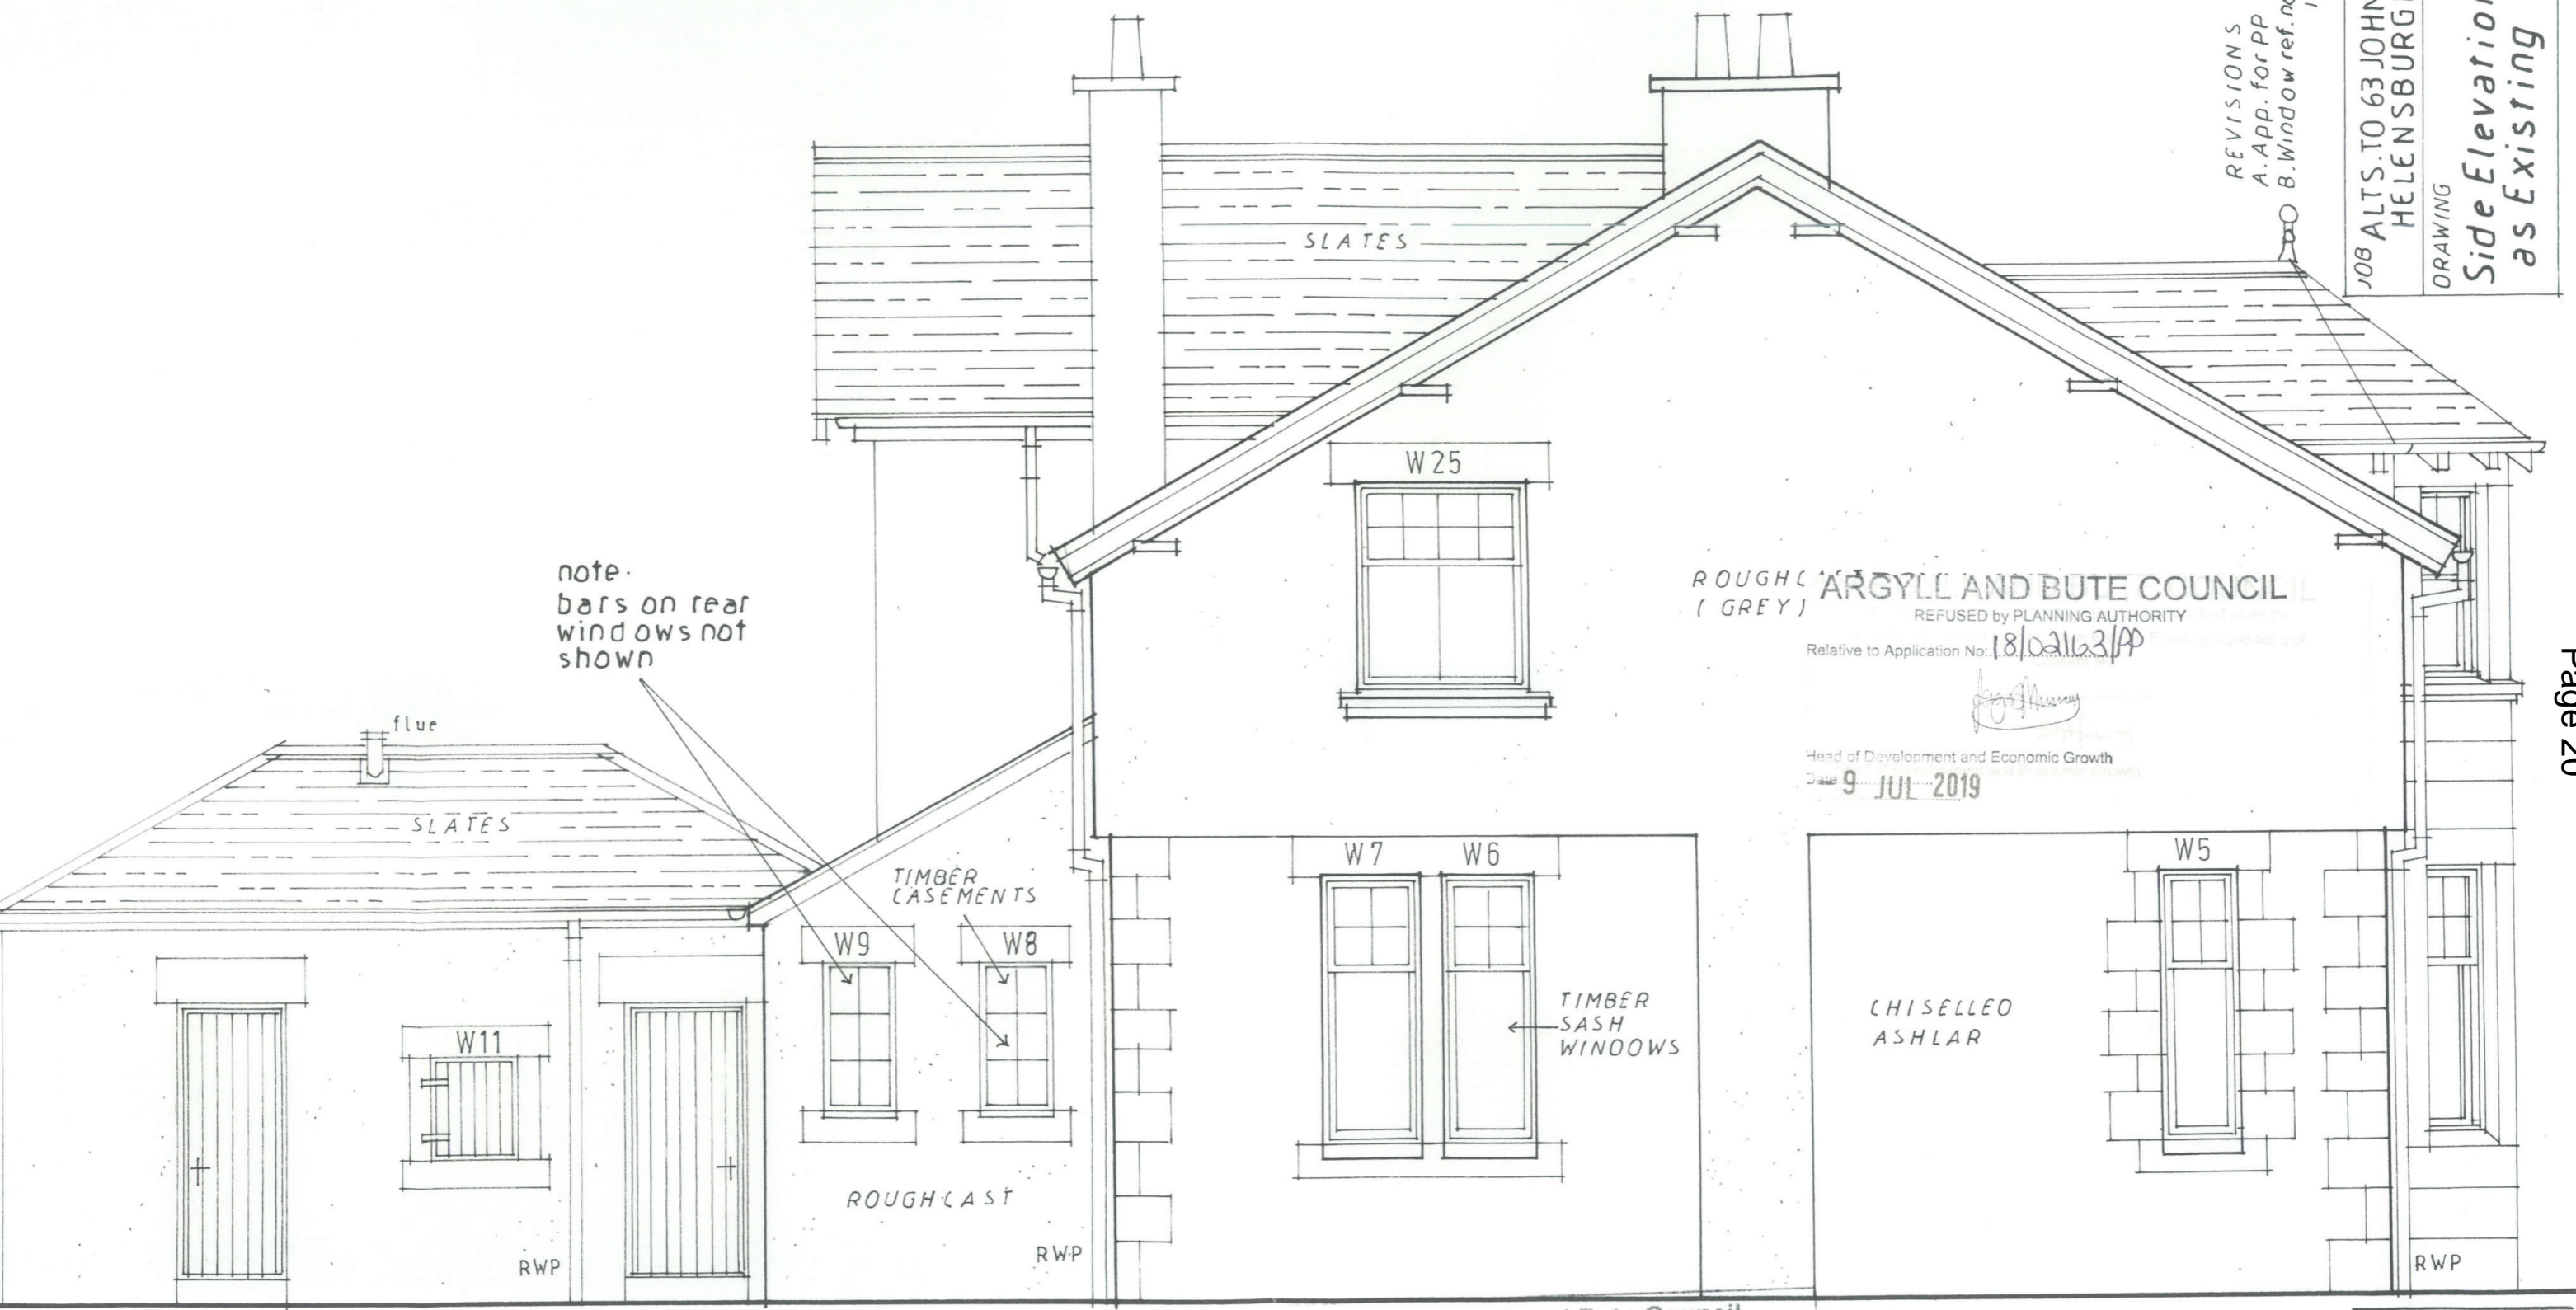 REVISIONS
A. App. for PP
B. Window ref. no
JOB ALTS. TO 63 JOHN
HELENSBURG
DRAWING
Side Elevation
as Existing
SLATES
W25
note.
bars on rear
windows not
shown
ROUGHC
(GREY)
ARGYLL AND BUTE COUNCIL
REFUSED by PLANNING AUTHORITY
Relative to Application No: 18/02163/PP
Head of Development and Economic Growth
Date 9 JUL 2019
Page 20
flue
SLATES
TIMBER
CASEMENTS
W7
W6
W5
W9
W8
W11
TIMBER
SASH
WINDOWS
CHISELLED
ASHLAR
ROUGHCAST
RWP
RWP
RWP
Council